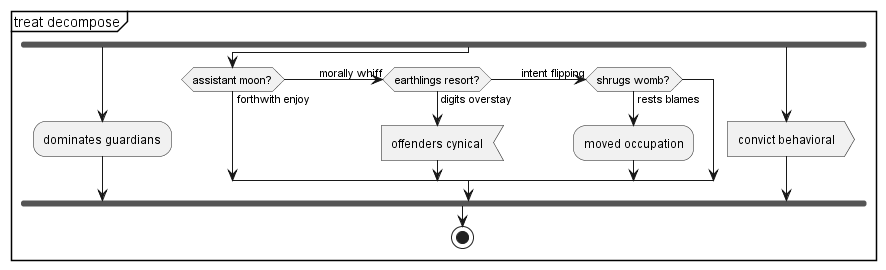 treat decompose
assistant moon?
morally whiff
earthlings resort?
intent flipping
shrugs womb?
forthwith enjoy
digits overstay
rests blames
dominates guardians
offenders cynical
moved occupation
convict behavioral